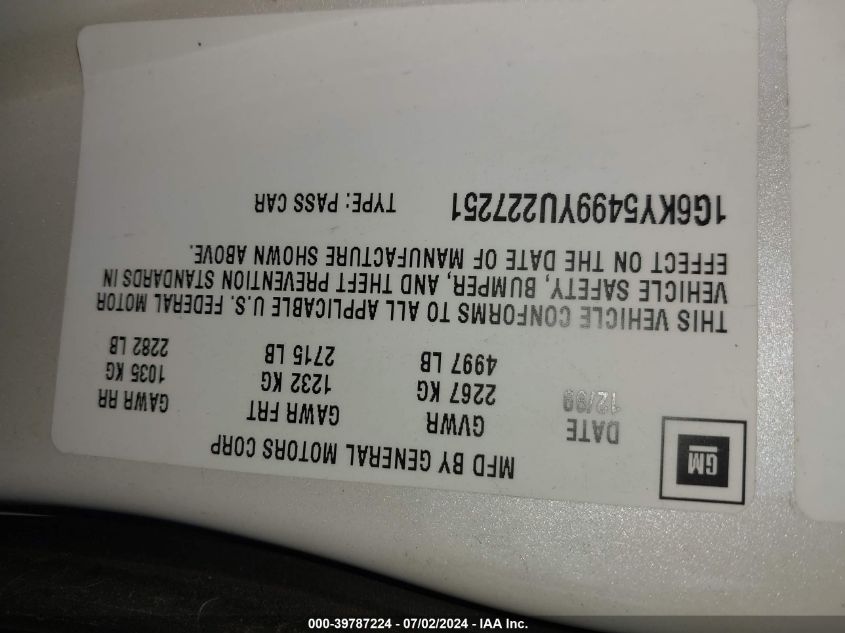 MFD BY GENERAL MOTORS CORP
GM
DATE GVWR GAWR FRT GAWR RR
12/99 2267 KG 1232 KG 1035 KG
4997 LB 2715 LB 2282 LB
THIS VEHICLE CONFORMS TO ALL APPLICABLE U.S. FEDERAL MOTOR
VEHICLE SAFETY, BUMPER, AND THEFT PREVENTION STANDARDS IN
EFFECT ON THE DATE OF MANUFACTURE SHOWN ABOVE.
1G6KY5499YU227251 TYPE: PASS CAR
000-39787224 - 07/02/2024 - IAA Inc.